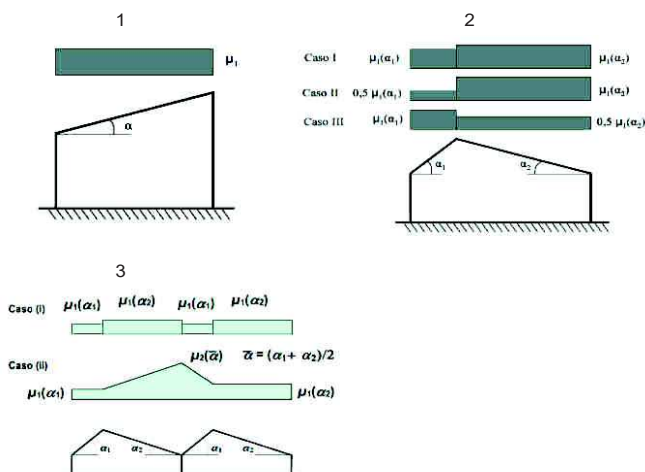 1
μ₁
α
2
Caso I μ₁(α₁) μ₁(α₂)
Caso II 0,5 μ₁(α₁) μ₁(α₂)
Caso III μ₁(α₁) 0,5 μ₁(α₂)
α₁ α₂
3
μ₁(α₁) μ₁(α₂) μ₁(α₁) μ₁(α₂)
Caso (i)
μ₂(ᾱ) ᾱ = (α₁+ α₂)/2
Caso (ii)
μ₁(α₁) μ₁(α₂)
α₁ α₂ α₁ α₂